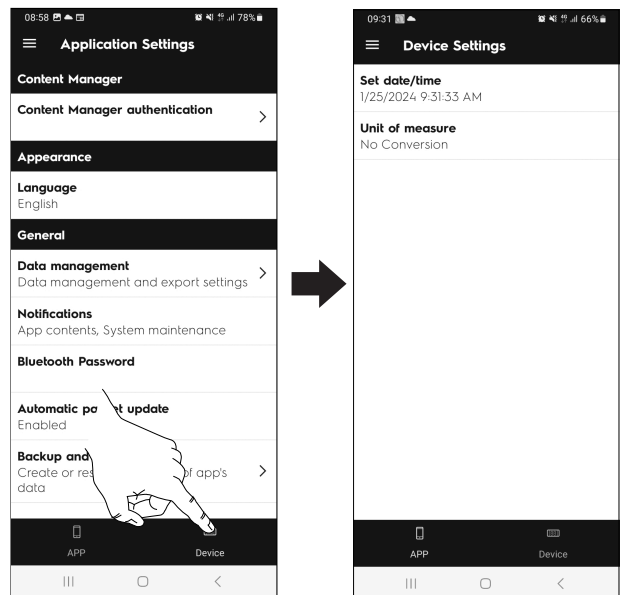 08:58 78%
Application Settings
Content Manager
Content Manager authentication
Appearance
Language
English
General
Data management
Data management and export settings
Notifications
App contents, System maintenance
Bluetooth Password
Automatic et update
Enabled
Backup and
Create or of app's
data
APP Device
09:31 66%
Device Settings
Set date/time
1/25/2024 9:31:33 AM
Unit of measure
No Conversion
APP Device